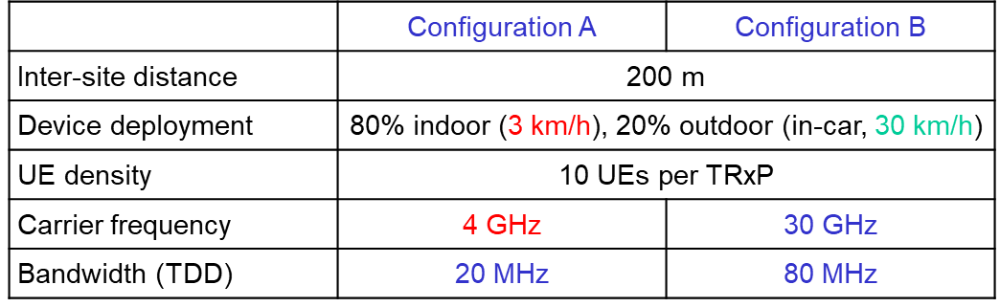 Configuration A Configuration B
Inter-site distance 200 m
Device deployment 80% indoor (3 km/h), 20% outdoor (in-car, 30 km/h)
UE density 10 UEs per TRxP
Carrier frequency 4 GHz 30 GHz
Bandwidth (TDD) 20 MHz 80 MHz